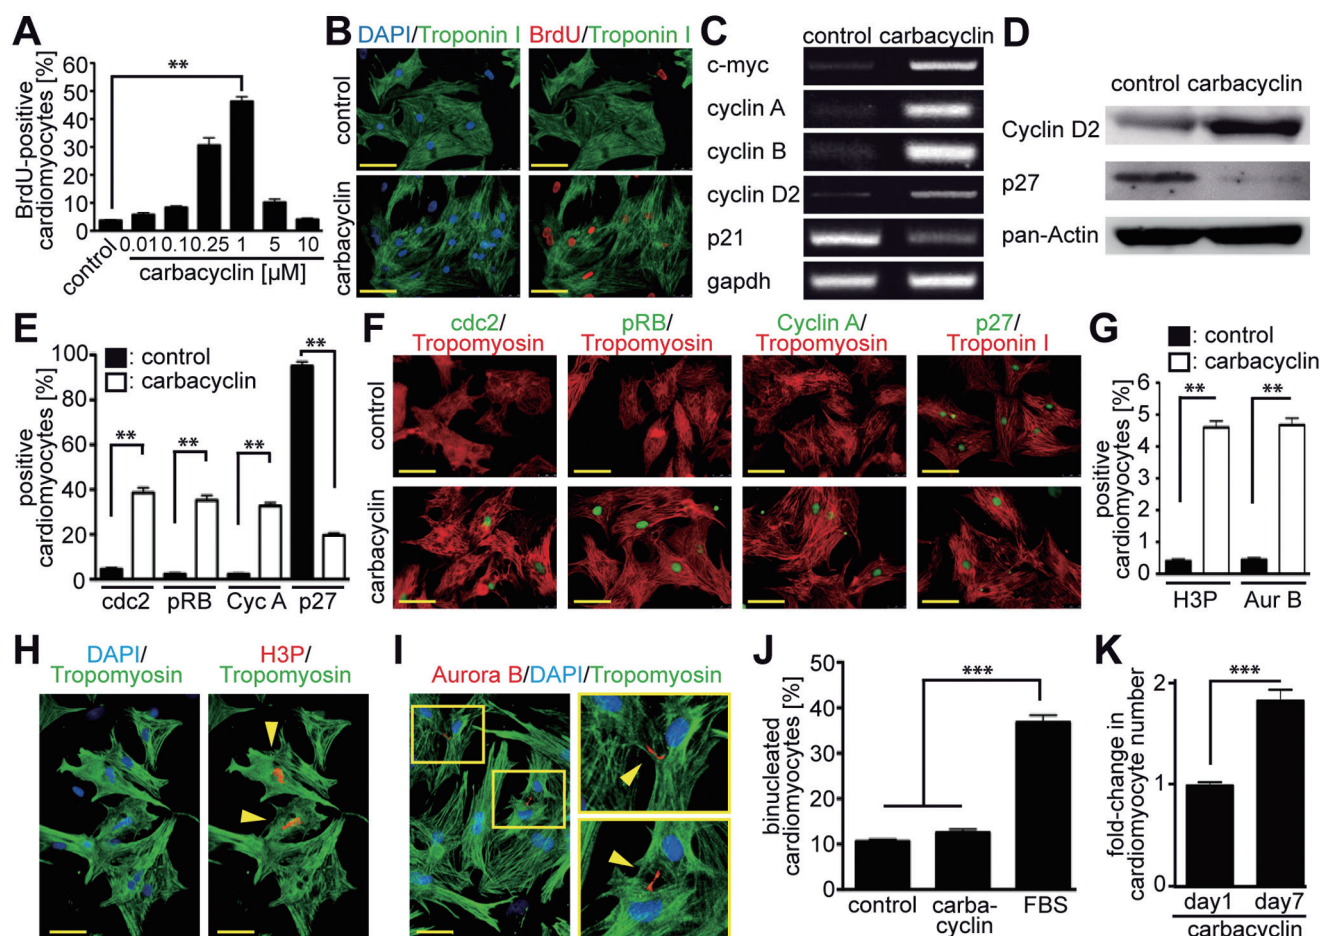 A
BrdU-positive
cardiomyocytes [%]
60
50
40
30
20
10
0
**
control
0.01
0.1
0.25
1
5
10
carbacyclin [µM]
B
DAPI/Troponin I
BrdU/Troponin I
control
carbacyclin
C
control carbacyclin
c-myc
cyclin A
cyclin B
cyclin D2
p21
gapdh
D
control carbacyclin
Cyclin D2
p27
pan-Actin
E
positive
cardiomyocytes [%]
100
80
60
40
20
0
: control
: carbacyclin
**
**
**
**
cdc2
pRB
Cyc A
p27
F
cdc2/
Tropomyosin
pRB/
Tropomyosin
Cyclin A/
Tropomyosin
p27/
Troponin I
control
carbacyclin
G
: control
: carbacyclin
positive
cardiomyocytes [%]
6
5
4
3
2
1
0
**
**
H3P
Aur B
H
DAPI/
Tropomyosin
H3P/
Tropomyosin
I
Aurora B/DAPI/Tropomyosin
J
binucleated
cardiomyocytes [%]
50
40
30
20
10
0
***
control
carba-
cyclin
FBS
K
fold-change in
cardiomyocyte number
2
1
0
***
day1
day7
carbacyclin